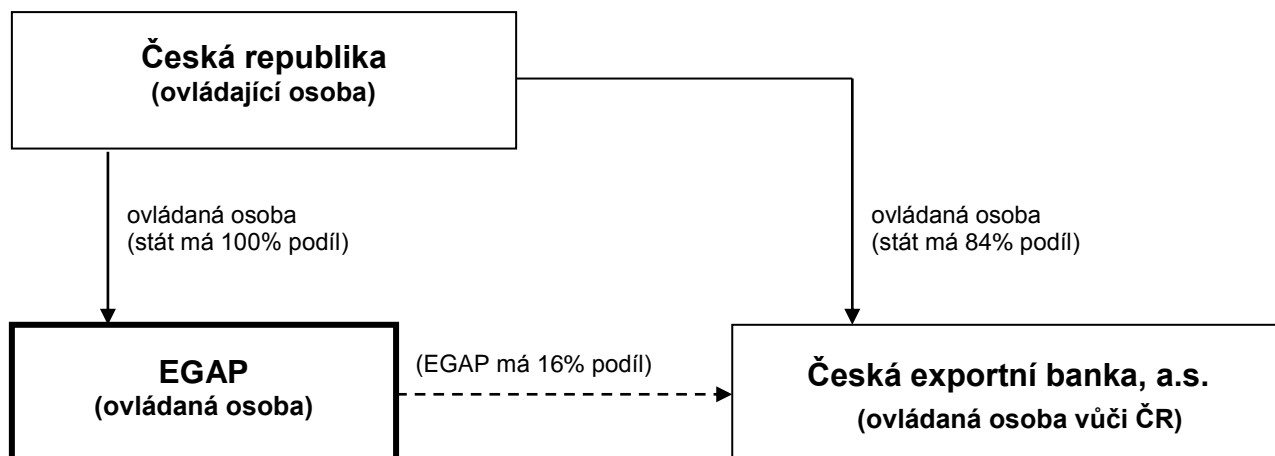 Česká republika
(ovládající osoba)
ovládaná osoba
(stát má 100% podíl)
ovládaná osoba
(stát má 84% podíl)
EGAP
(ovládaná osoba)
(EGAP má 16% podíl)
Česká exportní banka, a.s.
(ovládaná osoba vůči ČR)